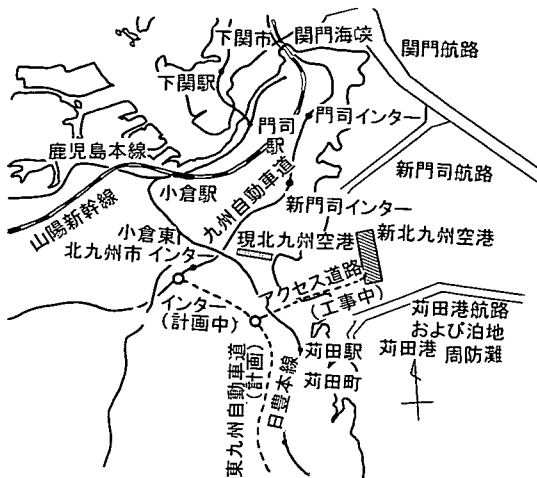 下関市
関門海峡
関門航路
下関駅
門司駅
門司インター
鹿児島本線
新門司航路
小倉駅
九州自動車道
山陽新幹線
新門司インター
小倉東インター
北九州市
現北九州空港
新北九州空港
アクセス道路
(工事中)
インター
(計画中)
苅田港航路
および泊地
苅田駅
苅田港
周防灘
苅田町
東九州自動車道
(計画)
日豊本線